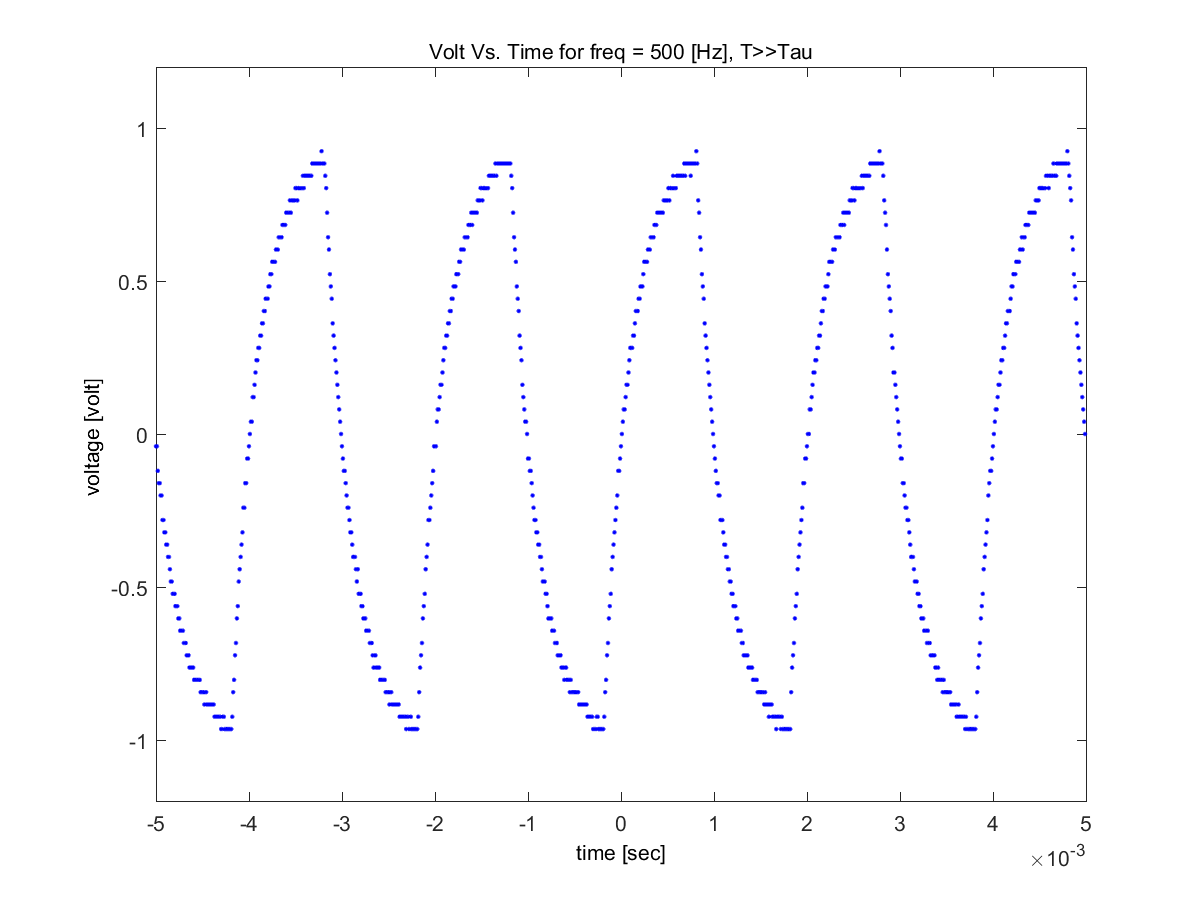 Volt Vs. Time for freq = 500 [Hz], T>>Tau
1
0.5
0
-0.5
-1
voltage [volt]
-5 -4 -3 -2 -1 0 1 2 3 4 5
time [sec]
×10-3